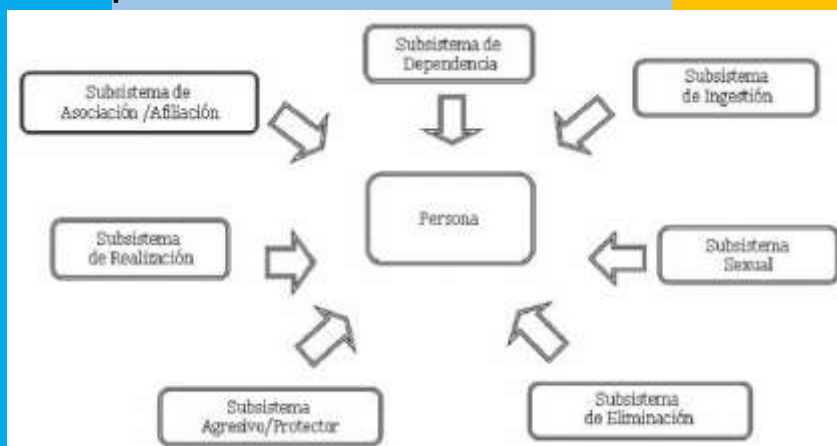 Subsistema de
Dependencia
Subsistema de
Asociación /Afiliación
Subsistema
de Ingestión
Persona
Subsistema
de Realización
Subsistema
Sexual
Subsistema
Agresivo/Protector
Subsistema
de Eliminación